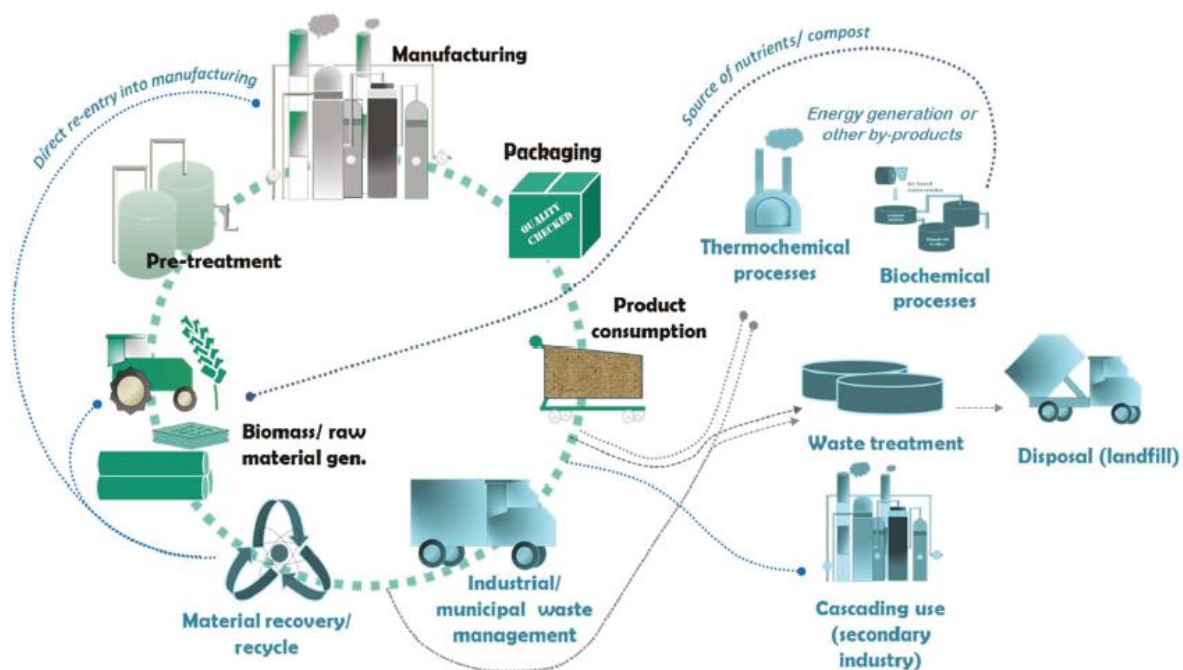 Manufacturing
Direct re-entry into manufacturing
Source of nutrients/ compost
Energy generation or
other by-products
Packaging
QUALITY
CHECKED
Pre-treatment
Thermochemical
processes
Biochemical
processes
Product
consumption
Biomass/ raw
material gen.
Waste treatment
Disposal (landfill)
Industrial/
municipal waste
management
Material recovery/
recycle
Cascading use
(secondary
industry)